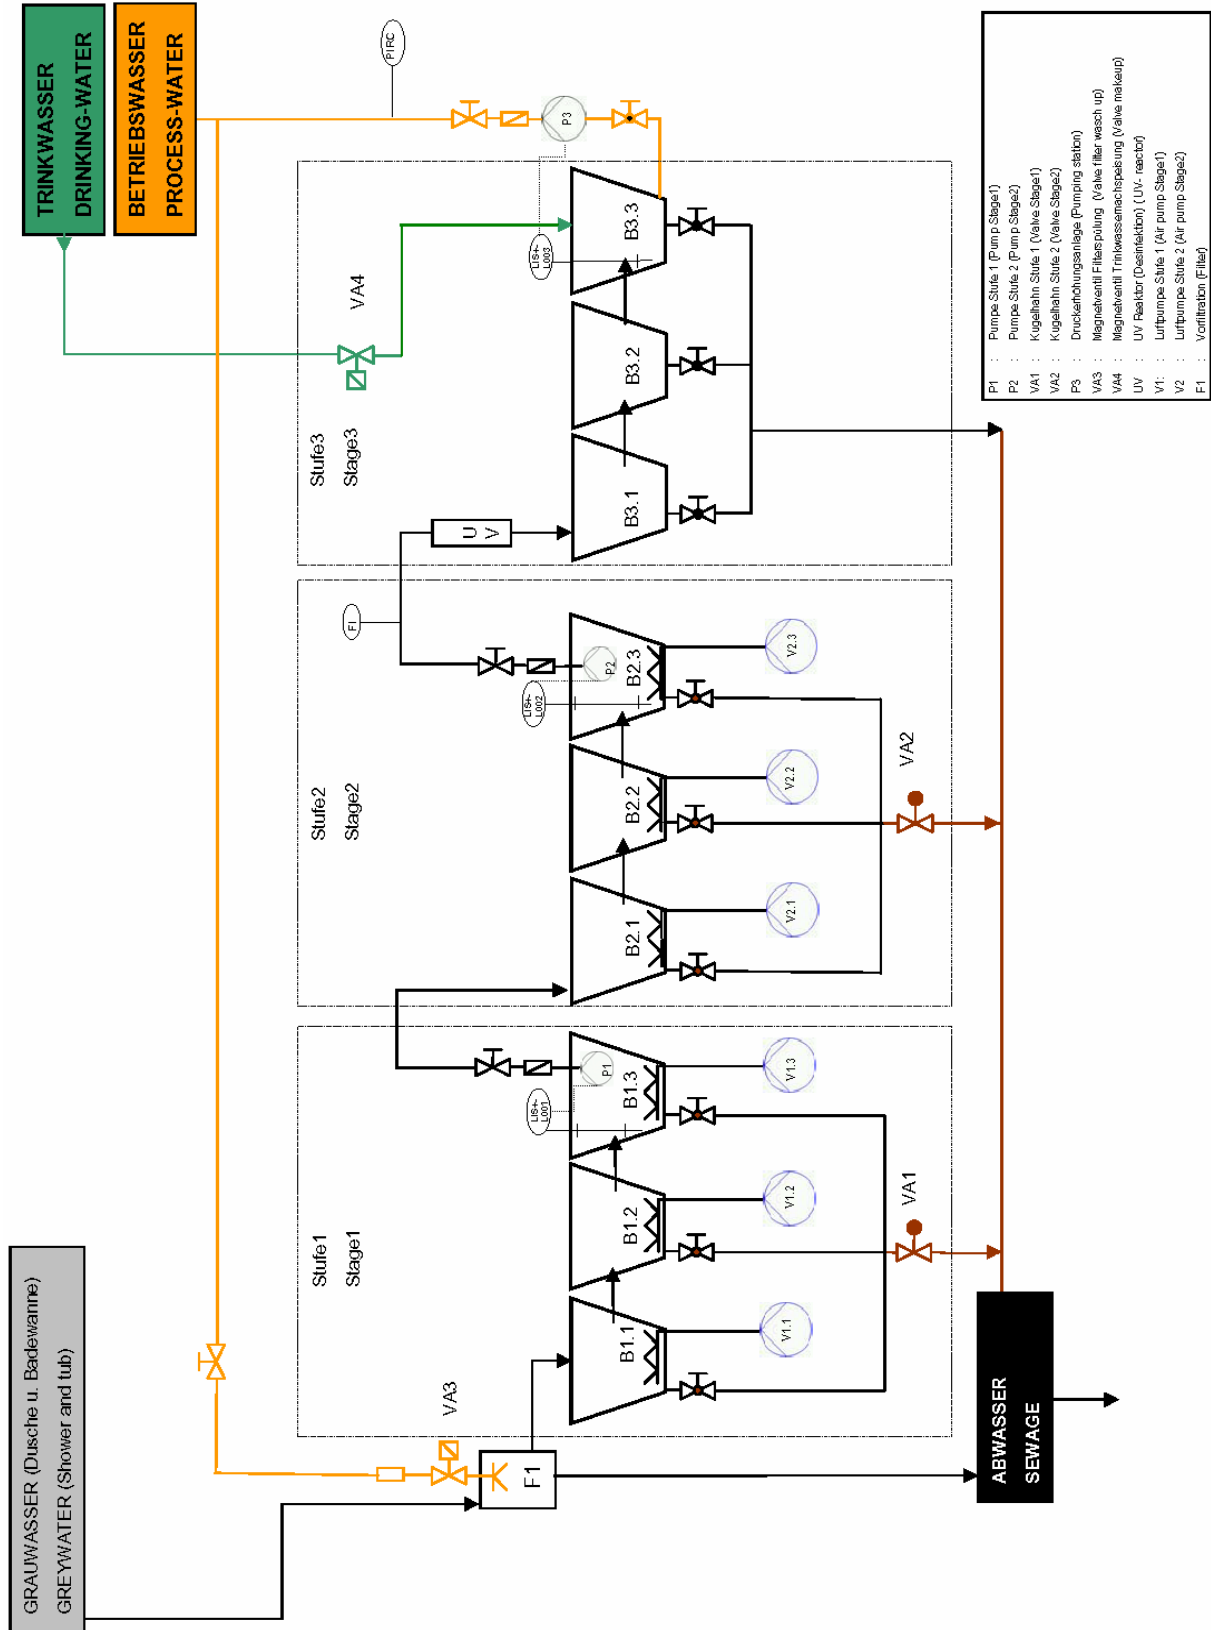 GRAUWASSER (Dusche u. Badewanne)
GREYWATER (Shower and tub)
TRINKWASSER
DRINKING-WATER
BETRIEBSWASSER
PROCESS-WATER
PIRC
VA3
F1
Stufe1
Stage1
LIS+-
L001
P1
B1.1
B1.2
B1.3
V1.1
V1.2
V1.3
VA1
Stufe2
Stage2
FI
LIS+-
L002
P2
B2.1
B2.2
B2.3
V2.1
V2.2
V2.3
VA2
Stufe3
Stage3
VA4
U
V
LIS+-
L003
P3
B3.1
B3.2
B3.3
ABWASSER
SEWAGE
P1 : Pumpe Stufe 1 (Pump Stage1)
P2 : Pumpe Stufe 2 (Pump Stage2)
VA1 : Kugelhahn Stufe 1 (Valve Stage1)
VA2 : Kugelhahn Stufe 2 (Valve Stage2)
P3 : Druckerhöhungsanlage (Pumping station)
VA3 : Magnetventil Filterspülung (Valve filter wasch up)
VA4 : Magnetventil Trinkwassernachspeisung (Valve makeup)
UV : UV Reaktor (Desinfektion) ( UV- reactor)
V1: : Luftpumpe Stufe 1 (Air pump Stage1)
V2 : Luftpumpe Stufe 2 (Air pump Stage2)
F1 : Vorfiltration (Filter)